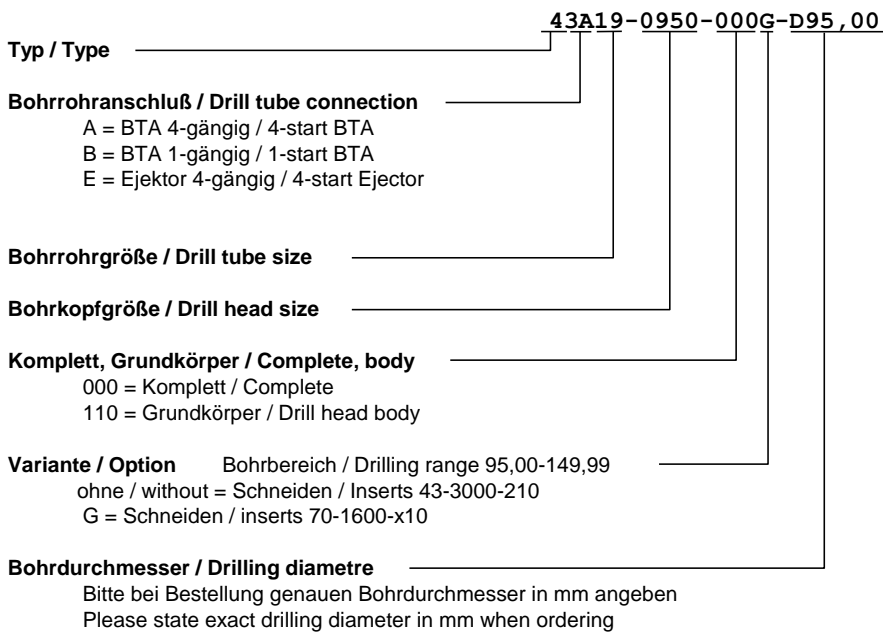 43A19-0950-000G-D95,00
Typ / Type
Bohrrohranschluß / Drill tube connection
A = BTA 4-gängig / 4-start BTA
B = BTA 1-gängig / 1-start BTA
E = Ejektor 4-gängig / 4-start Ejector
Bohrrohrgröße / Drill tube size
Bohrkopfgröße / Drill head size
Komplett, Grundkörper / Complete, body
000 = Komplett / Complete
110 = Grundkörper / Drill head body
Variante / Option Bohrbereich / Drilling range 95,00-149,99
ohne / without = Schneiden / Inserts 43-3000-210
G = Schneiden / inserts 70-1600-x10
Bohrdurchmesser / Drilling diametre
Bitte bei Bestellung genauen Bohrdurchmesser in mm angeben
Please state exact drilling diameter in mm when ordering